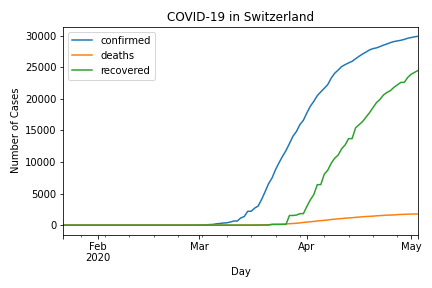 COVID-19 in Switzerland
confirmed
deaths
recovered
Number of Cases
30000
25000
20000
15000
10000
5000
0
Feb
2020
Mar
Apr
May
Day